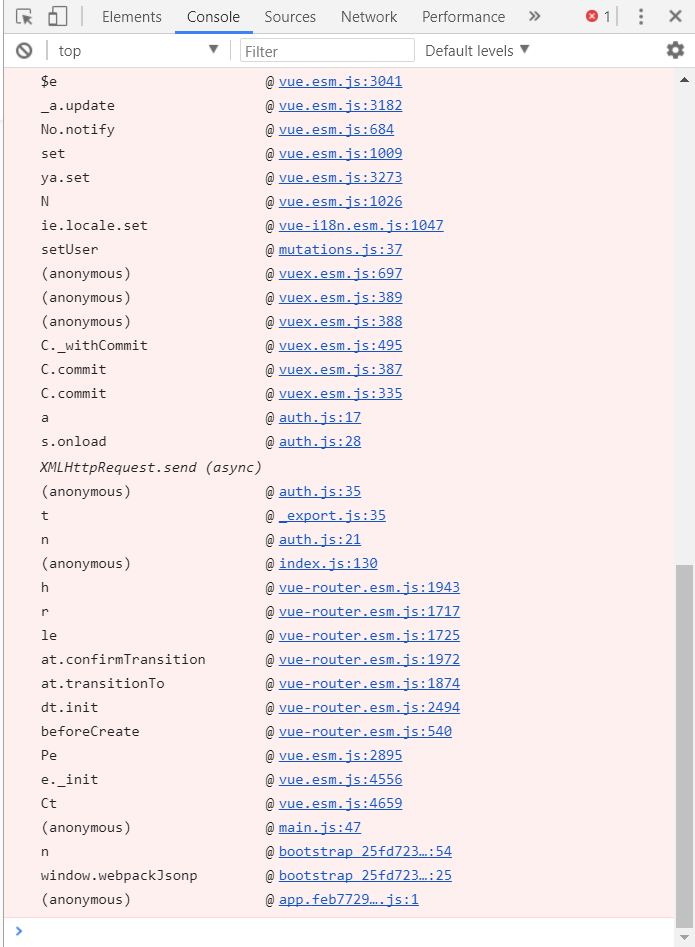 Elements Console Sources Network Performance » 1
top ▼ Filter Default levels ▼
$e @ vue.esm.js:3041
_a.update @ vue.esm.js:3182
No.notify @ vue.esm.js:684
set @ vue.esm.js:1009
ya.set @ vue.esm.js:3273
N @ vue.esm.js:1026
ie.locale.set @ vue-i18n.esm.js:1047
setUser @ mutations.js:37
(anonymous) @ vuex.esm.js:697
(anonymous) @ vuex.esm.js:389
(anonymous) @ vuex.esm.js:388
C._withCommit @ vuex.esm.js:495
C.commit @ vuex.esm.js:387
C.commit @ vuex.esm.js:335
a @ auth.js:17
s.onload @ auth.js:28
XMLHttpRequest.send (async)
(anonymous) @ auth.js:35
t @ _export.js:35
n @ auth.js:21
(anonymous) @ index.js:130
h @ vue-router.esm.js:1943
r @ vue-router.esm.js:1717
le @ vue-router.esm.js:1725
at.confirmTransition @ vue-router.esm.js:1972
at.transitionTo @ vue-router.esm.js:1874
dt.init @ vue-router.esm.js:2494
beforeCreate @ vue-router.esm.js:540
Pe @ vue.esm.js:2895
e._init @ vue.esm.js:4556
Ct @ vue.esm.js:4659
(anonymous) @ main.js:47
n @ bootstrap 25fd723…:54
window.webpackJsonp @ bootstrap 25fd723…:25
(anonymous) @ app.feb7729….js:1